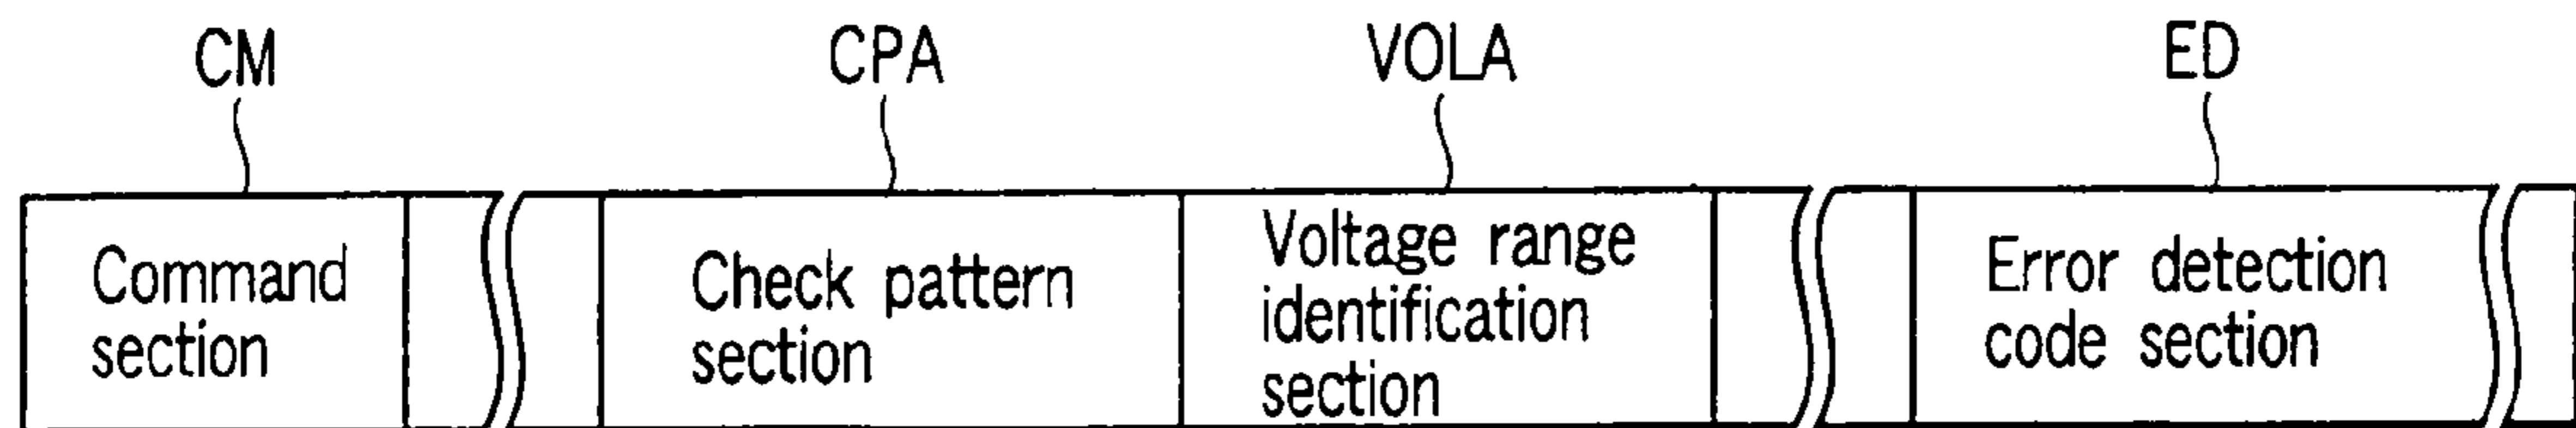 CM
CPA
VOLA
ED
Command
section
Check pattern
section
Voltage range
identification
section
Error detection
code section